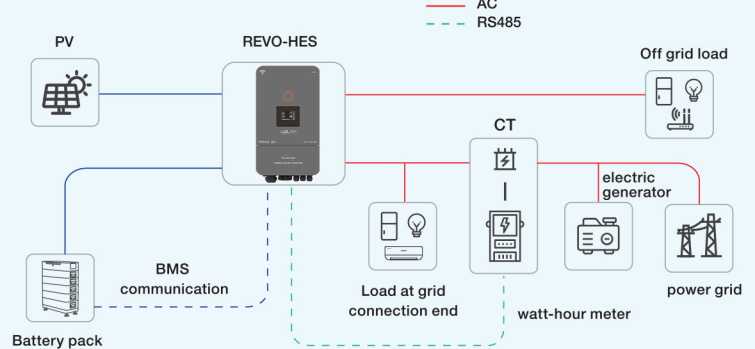 AC
RS485
PV
REVO-HES
Off grid load
CT
electric
generator
BMS
communication
Load at grid
connection end
watt-hour meter
power grid
Battery pack